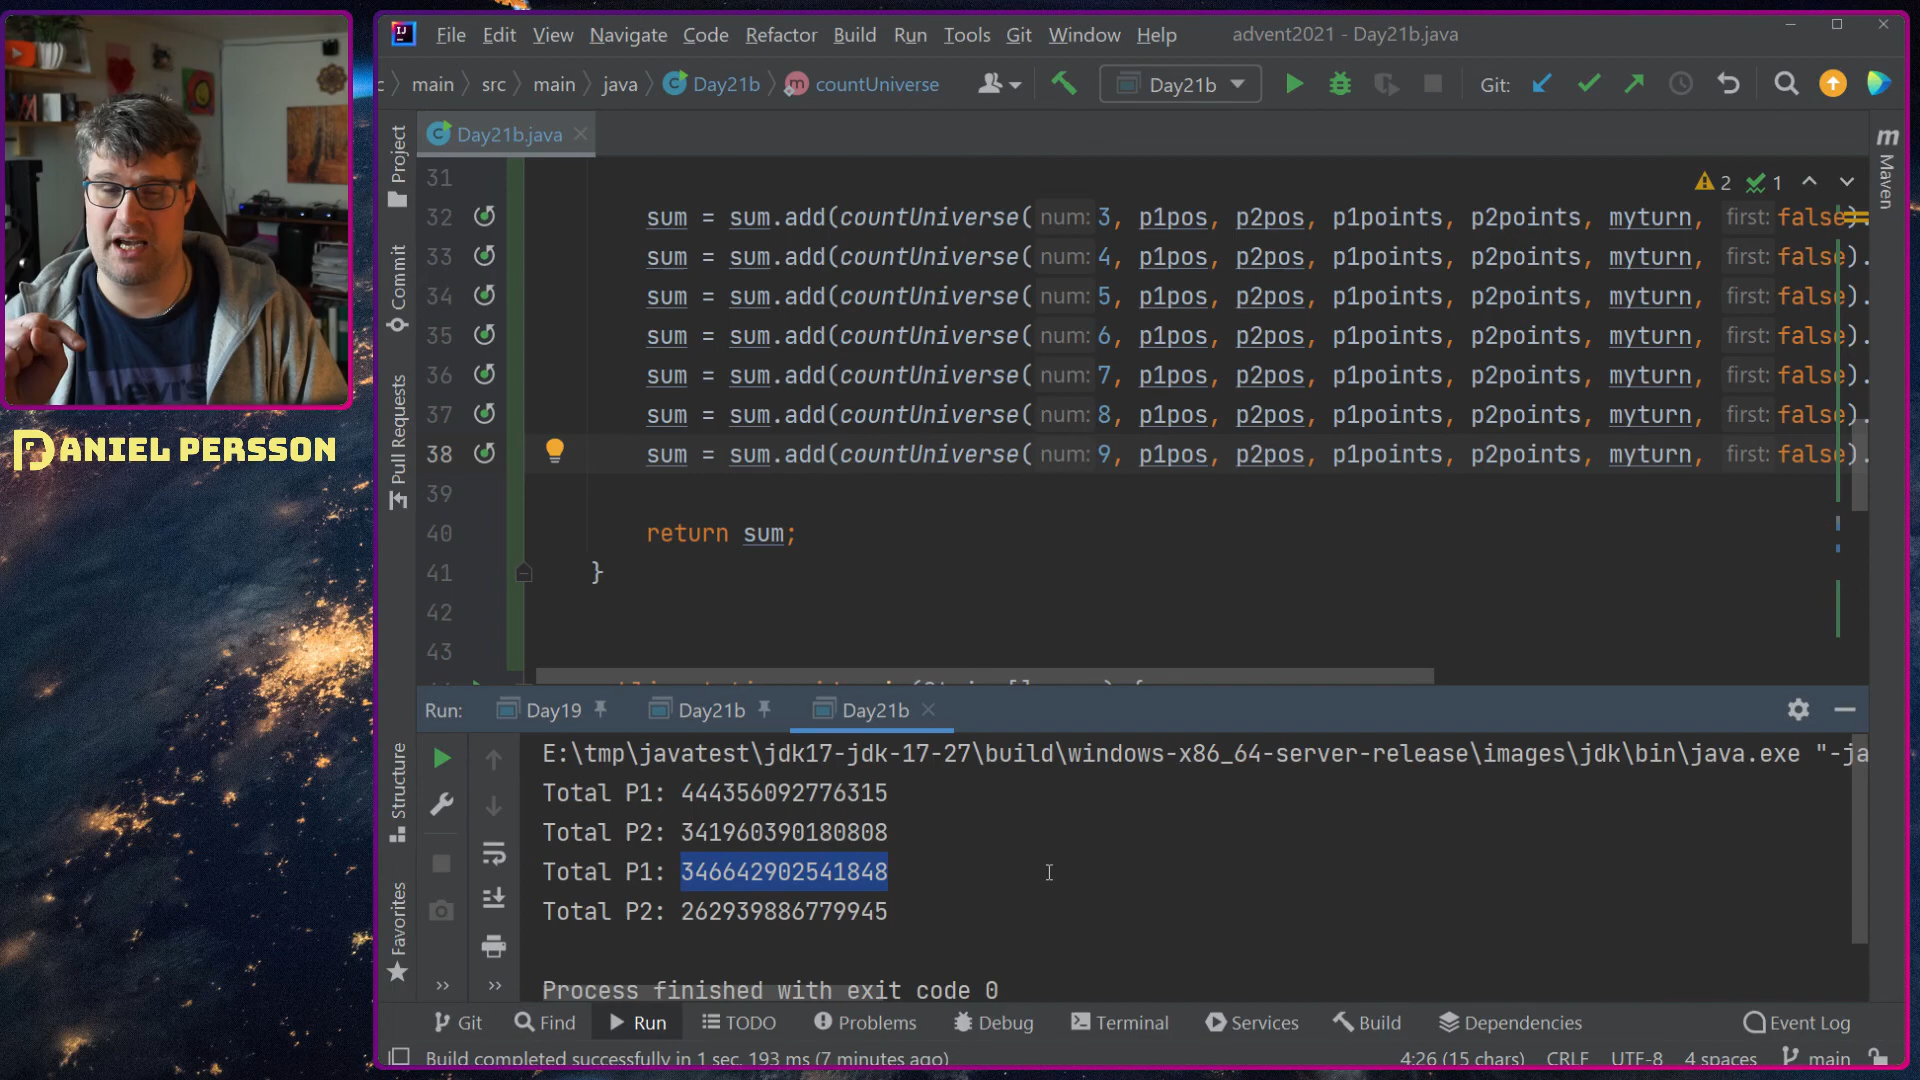 File Edit View Navigate Code Refactor Build Run Tools Git Window Help advent2021 - Day21b.java
c main src main java Day21b countUniverse Day21b Git:
Day21b.java
31
2 1
32 sum = sum.add(countUniverse( num: 3, p1pos, p2pos, p1points, p2points, myturn, first: false).
33 sum = sum.add(countUniverse( num: 4, p1pos, p2pos, p1points, p2points, myturn, first: false).
34 sum = sum.add(countUniverse( num: 5, p1pos, p2pos, p1points, p2points, myturn, first: false).
35 sum = sum.add(countUniverse( num: 6, p1pos, p2pos, p1points, p2points, myturn, first: false).
36 sum = sum.add(countUniverse( num: 7, p1pos, p2pos, p1points, p2points, myturn, first: false).
37 sum = sum.add(countUniverse( num: 8, p1pos, p2pos, p1points, p2points, myturn, first: false).
38 sum = sum.add(countUniverse( num: 9, p1pos, p2pos, p1points, p2points, myturn, first: false).
39
40 return sum;
41 }
42
43
Project
Commit
Pull Requests
Structure
Favorites
m Maven
DANIEL PERSSON
Levi's
Run: Day19 Day21b Day21b
E:\tmp\javatest\jdk17-jdk-17-27\build\windows-x86_64-server-release\images\jdk\bin\java.exe "-ja
Total P1: 444356092776315
Total P2: 341960390180808
Total P1: 346642902541848
Total P2: 262939886779945
Process finished with exit code 0
Git Find Run TODO Problems Debug Terminal Services Build Dependencies Event Log
Build completed successfully in 1 sec, 193 ms (7 minutes ago) 4:26 (15 chars) CRLF UTF-8 4 spaces main